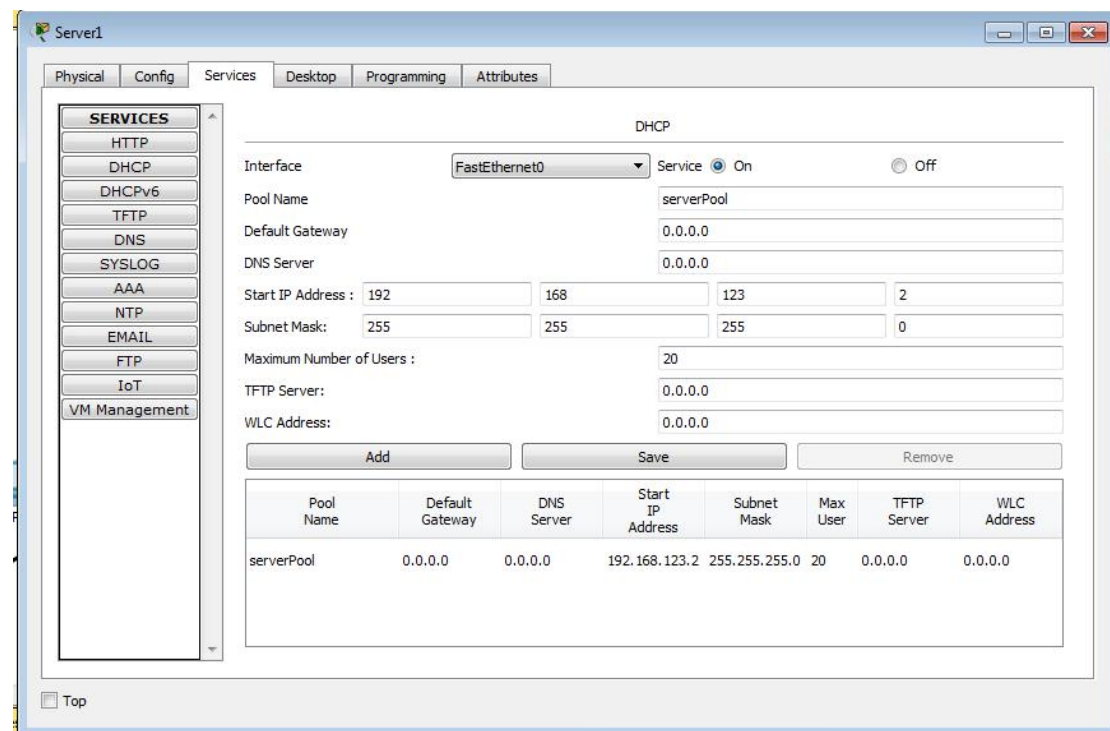 Server1
Physical Config Services Desktop Programming Attributes
SERVICES
HTTP
DHCP
DHCPv6
TFTP
DNS
SYSLOG
AAA
NTP
EMAIL
FTP
IoT
VM Management
DHCP
Interface FastEthernet0 Service On Off
Pool Name serverPool
Default Gateway 0.0.0.0
DNS Server 0.0.0.0
Start IP Address : 192 168 123 2
Subnet Mask: 255 255 255 0
Maximum Number of Users : 20
TFTP Server: 0.0.0.0
WLC Address: 0.0.0.0
Add Save Remove
Pool Name Default Gateway DNS Server Start IP Address Subnet Mask Max User TFTP Server WLC Address
serverPool 0.0.0.0 0.0.0.0 192.168.123.2 255.255.255.0 20 0.0.0.0 0.0.0.0
Top